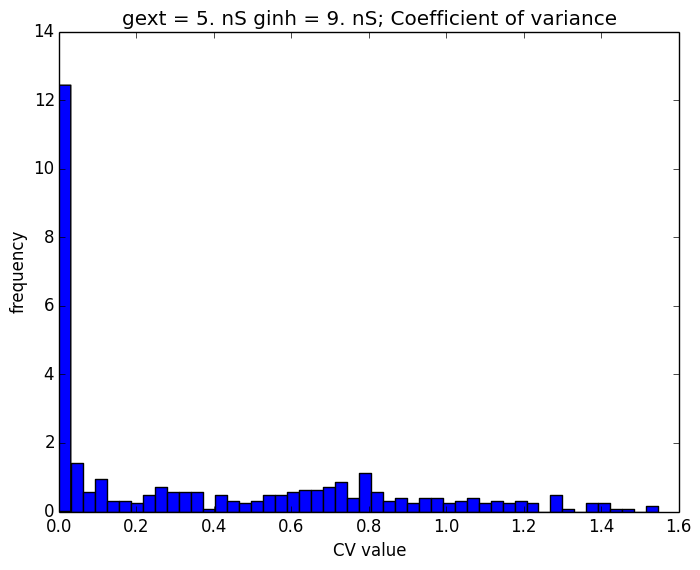 gext = 5. nS ginh = 9. nS; Coefficient of variance
14
12
10
8
6
4
2
0
frequency
0.0 0.2 0.4 0.6 0.8 1.0 1.2 1.4 1.6
CV value